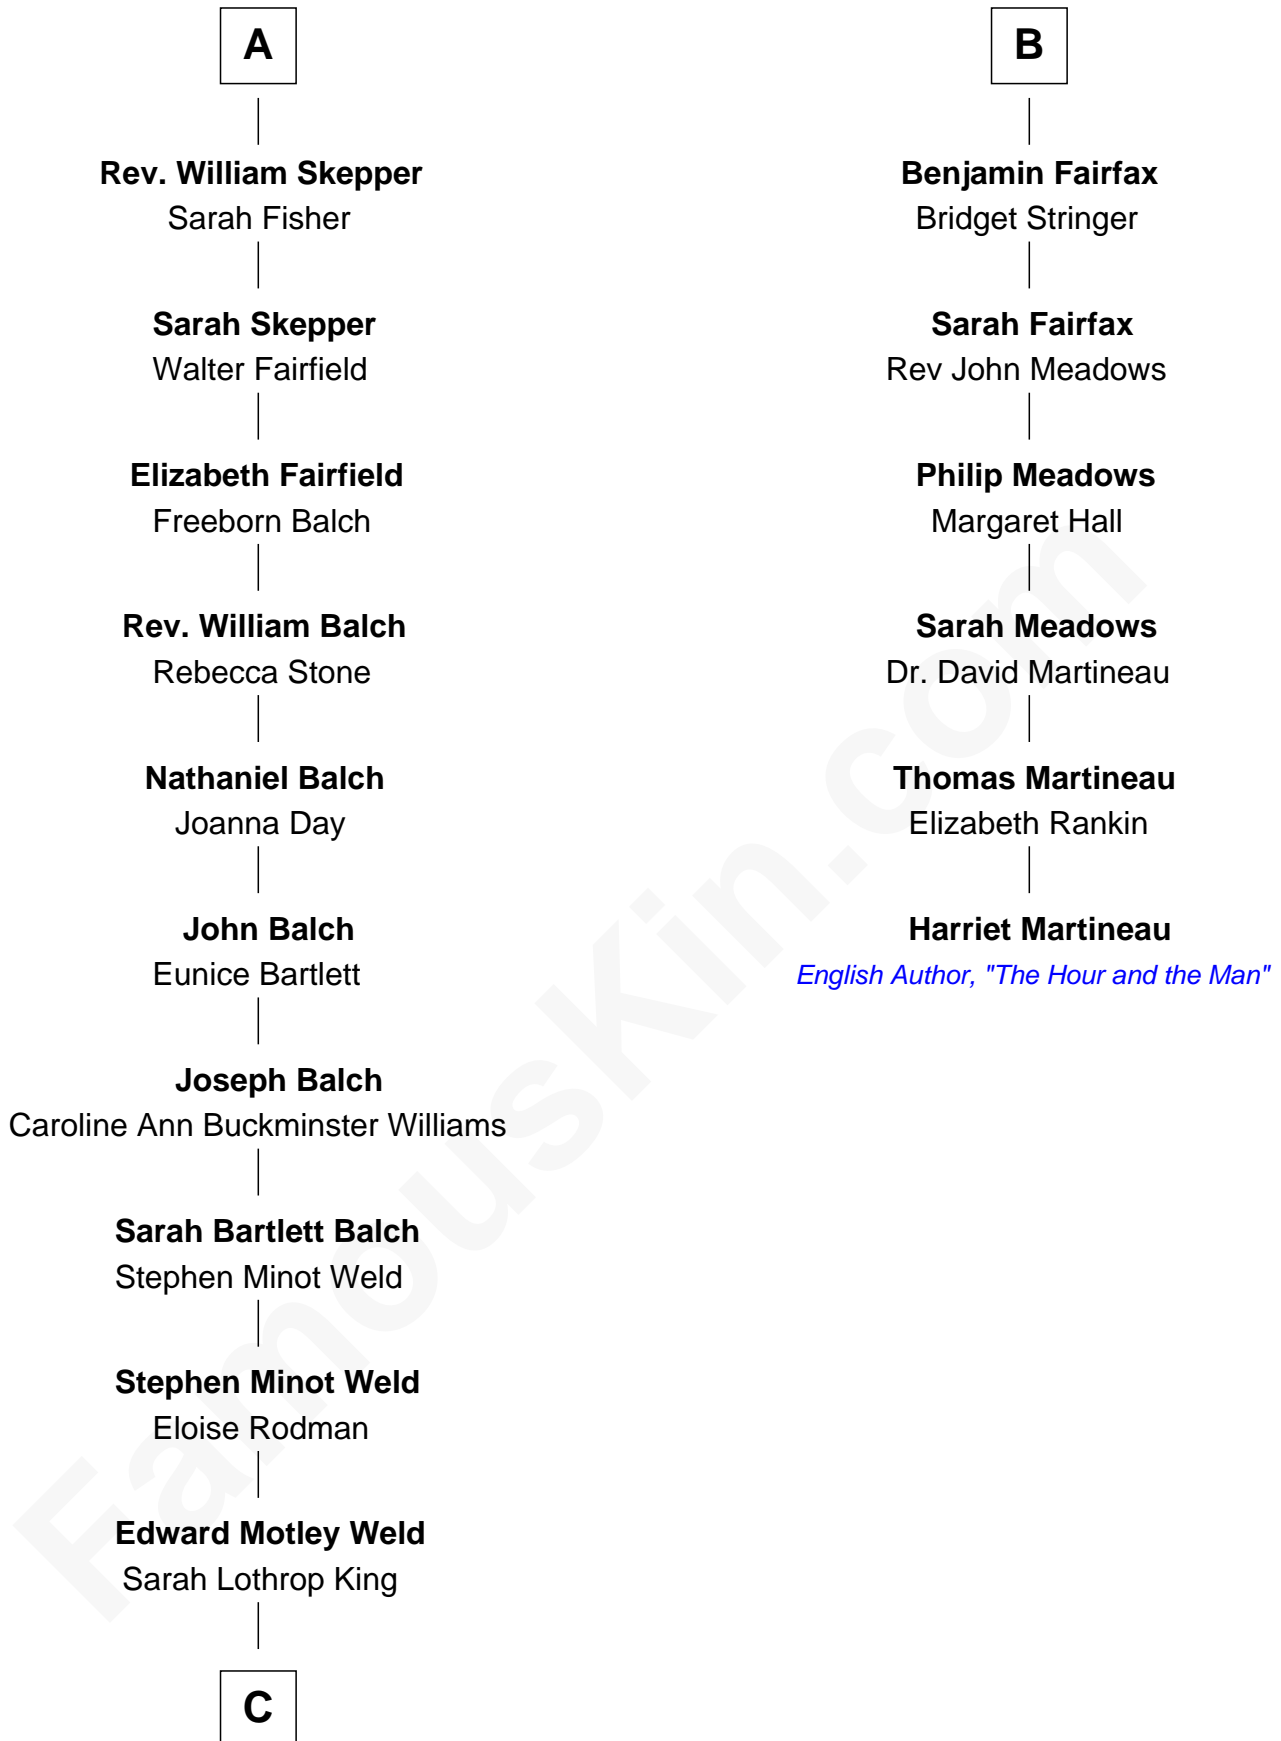 A
Rev. William Skepper
Sarah Fisher
Sarah Skepper
Walter Fairfield
Elizabeth Fairfield
Freeborn Balch
Rev. William Balch
Rebecca Stone
Nathaniel Balch
Joanna Day
John Balch
Eunice Bartlett
Joseph Balch
Caroline Ann Buckminster Williams
Sarah Bartlett Balch
Stephen Minot Weld
Stephen Minot Weld
Eloise Rodman
Edward Motley Weld
Sarah Lothrop King
C
B
Benjamin Fairfax
Bridget Stringer
Sarah Fairfax
Rev John Meadows
Philip Meadows
Margaret Hall
Sarah Meadows
Dr. David Martineau
Thomas Martineau
Elizabeth Rankin
Harriet Martineau
English Author, "The Hour and the Man"
FamousKin.com